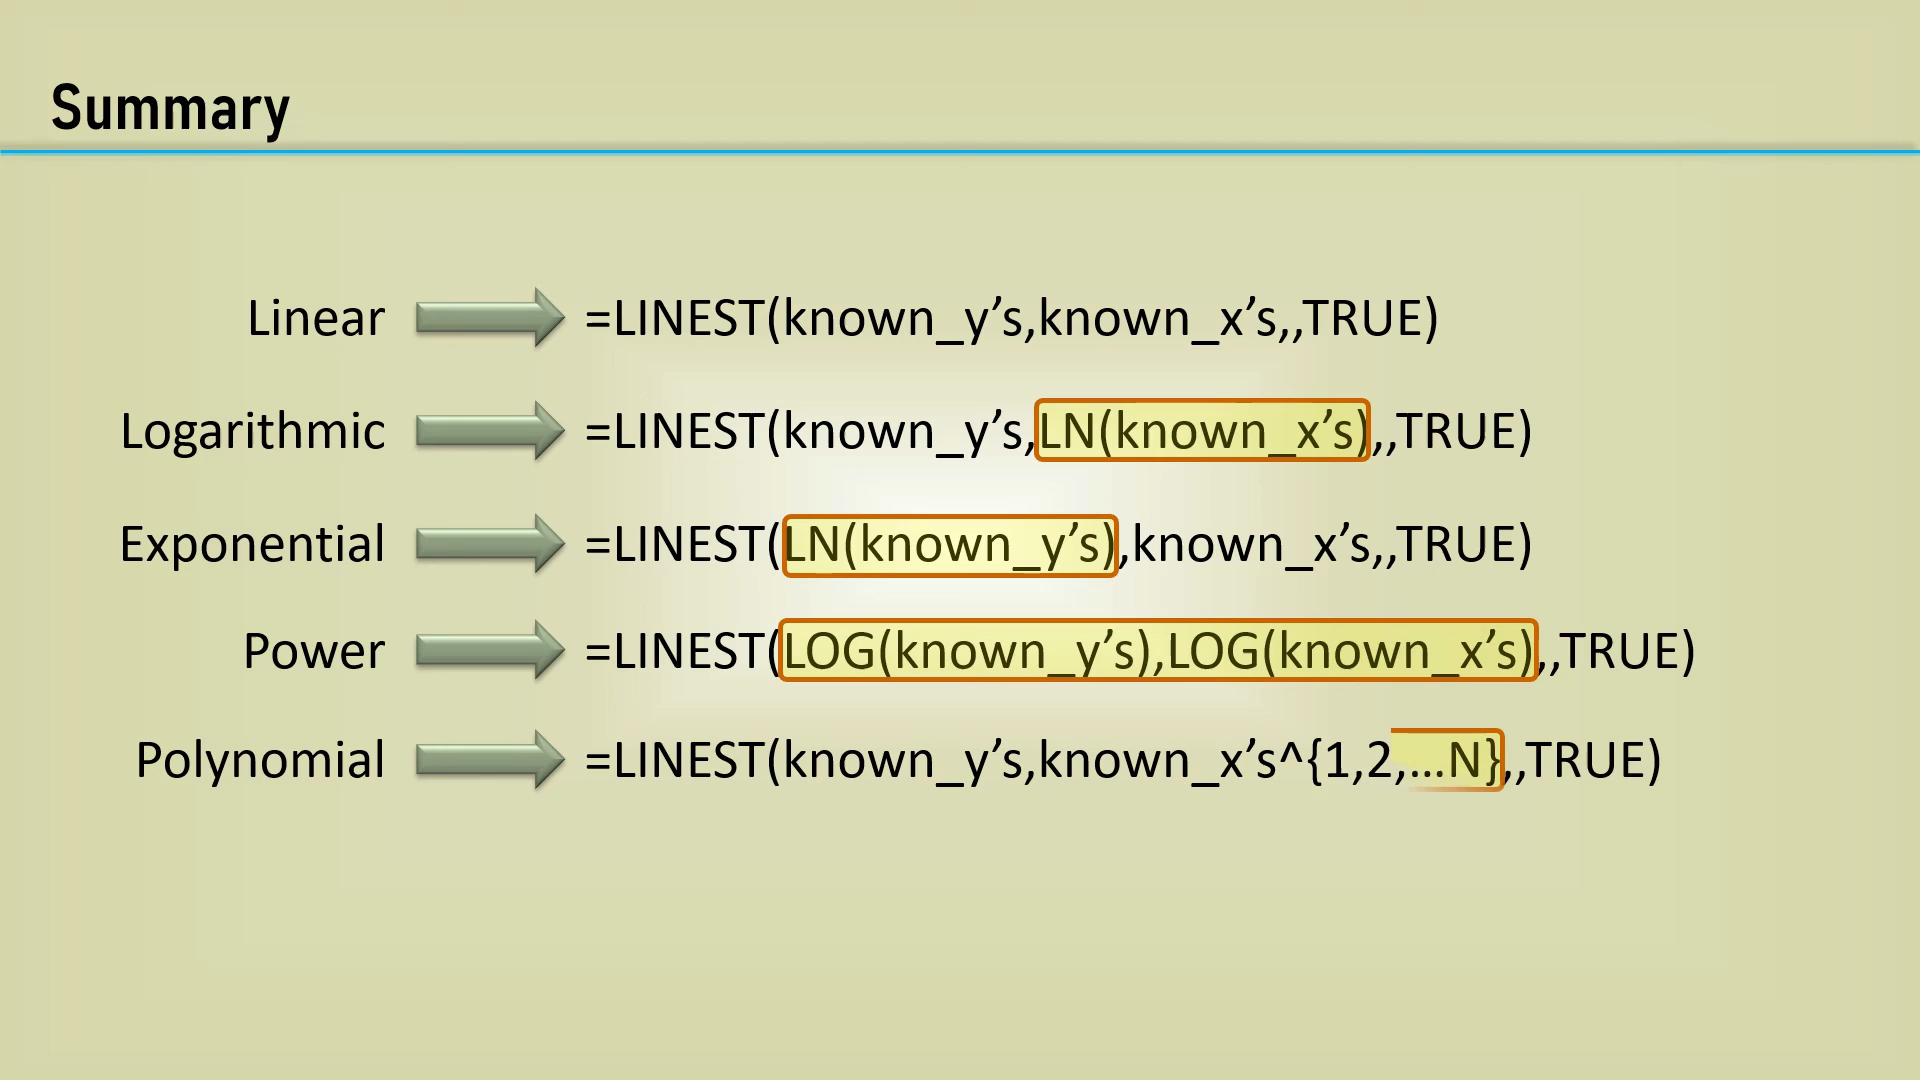 Summary
Linear =LINEST(known_y’s,known_x’s,,TRUE)
Logarithmic =LINEST(known_y’s,LN(known_x’s),,TRUE)
Exponential =LINEST(LN(known_y’s),known_x’s,,TRUE)
Power =LINEST(LOG(known_y’s),LOG(known_x’s),,TRUE)
Polynomial =LINEST(known_y’s,known_x’s^{1,2,…N},,TRUE)